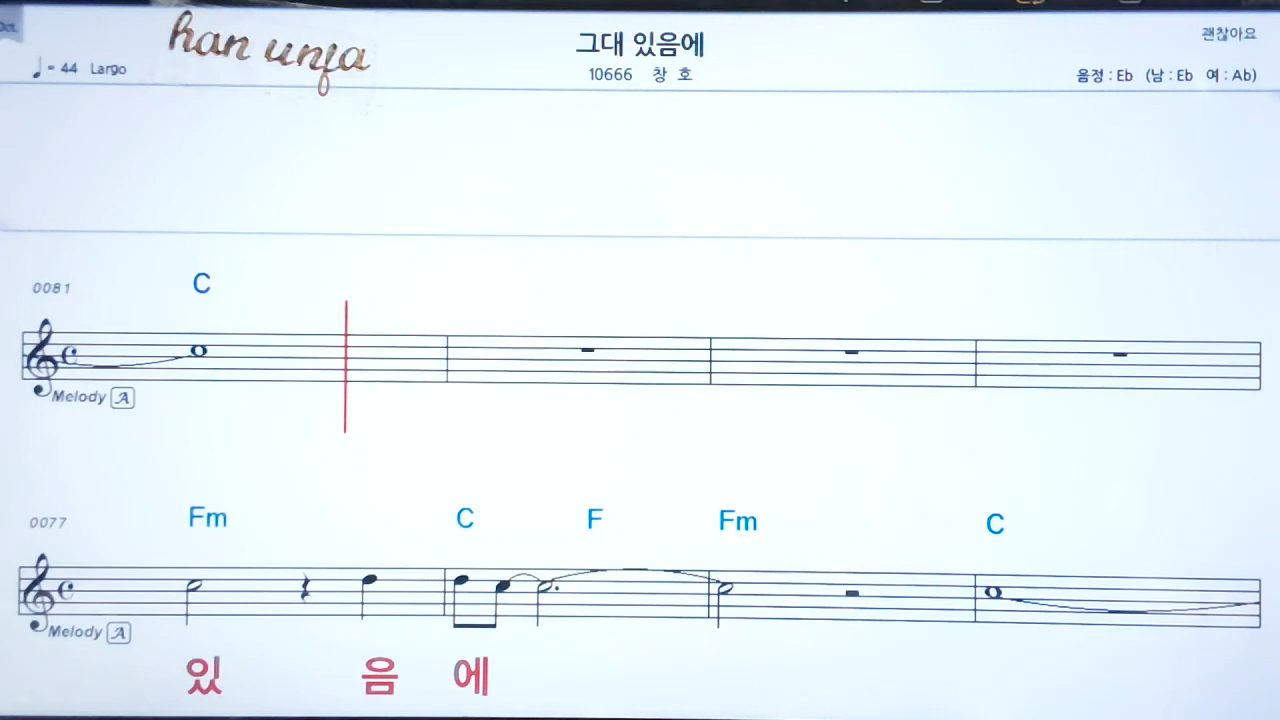 Oct.
han unja
그대 있음에
괜찮아요
♩= 44 Largo
10666 창 호
음정 : Eb (남 : Eb 여 : Ab)
0081 C
Melody A
0077 Fm C F Fm C
Melody A
있 음 에